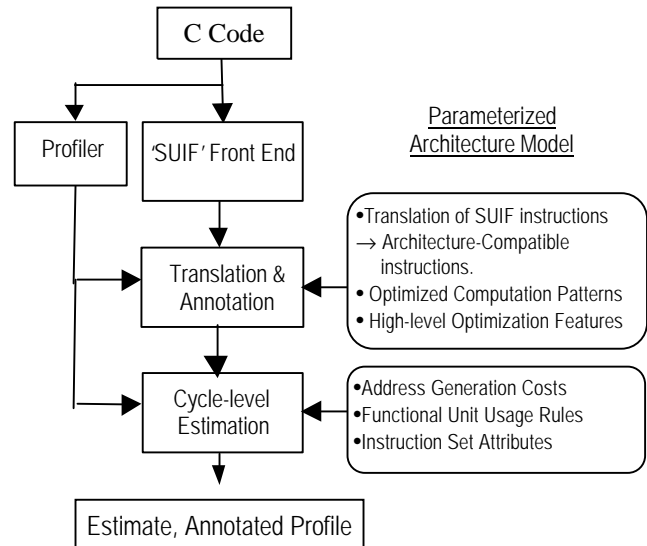 C Code
Profiler
'SUIF' Front End
Parameterized
Architecture Model
•Translation of SUIF instructions
→ Architecture-Compatible
instructions.
• Optimized Computation Patterns
• High-level Optimization Features
Translation &
Annotation
•Address Generation Costs
•Functional Unit Usage Rules
•Instruction Set Attributes
Cycle-level
Estimation
Estimate, Annotated Profile